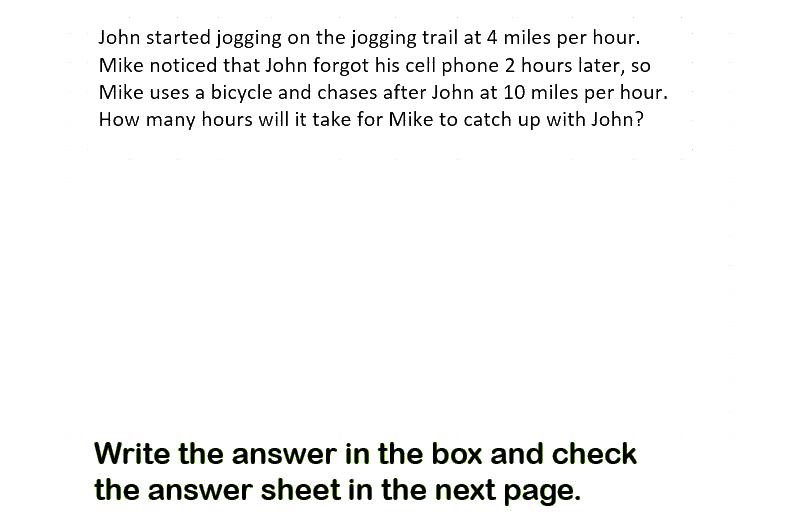 John started jogging on the jogging trail at 4 miles per hour.
Mike noticed that John forgot his cell phone 2 hours later, so
Mike uses a bicycle and chases after John at 10 miles per hour.
How many hours will it take for Mike to catch up with John?
Write the answer in the box and check
the answer sheet in the next page.